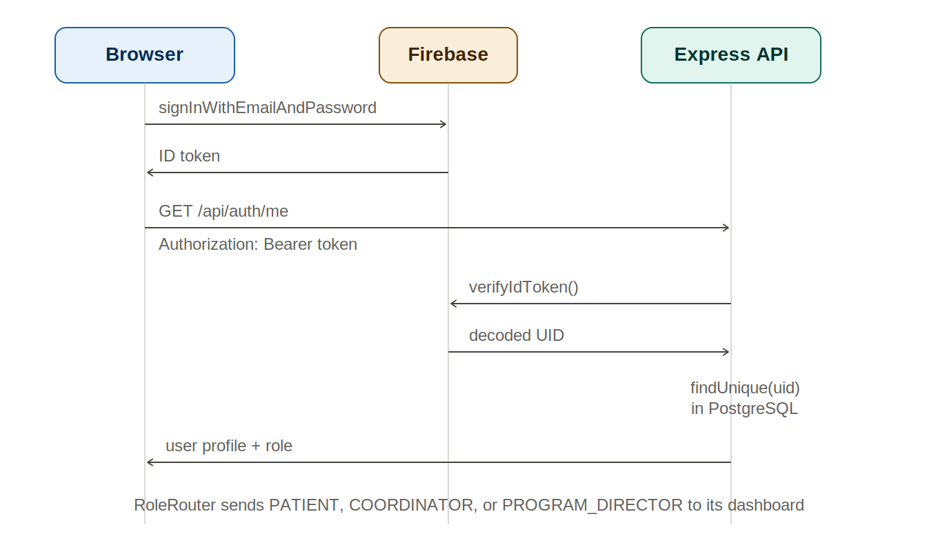 Browser
Firebase
Express API
signInWithEmailAndPassword
ID token
GET /api/auth/me
Authorization: Bearer token
verifyIdToken()
decoded UID
findUnique(uid)
in PostgreSQL
user profile + role
RoleRouter sends PATIENT, COORDINATOR, or PROGRAM_DIRECTOR to its dashboard